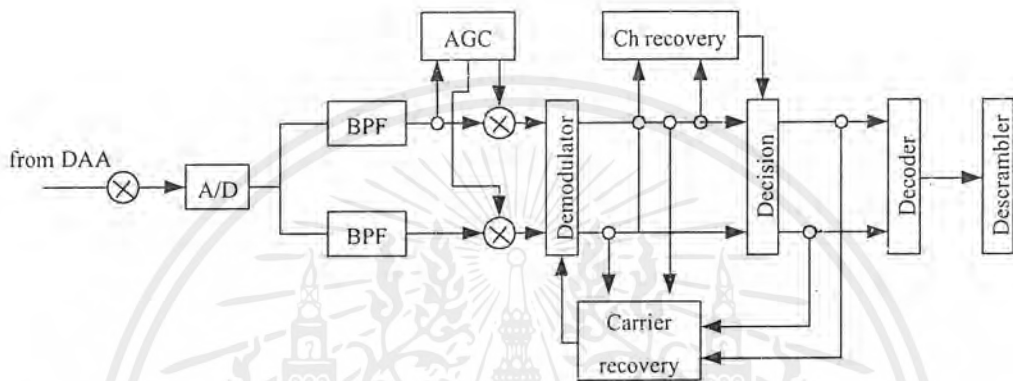 AGC
Ch recovery
BPF
from DAA
A/D
BPF
Demodulator
Decision
Decoder
Descrambler
Carrier
recovery